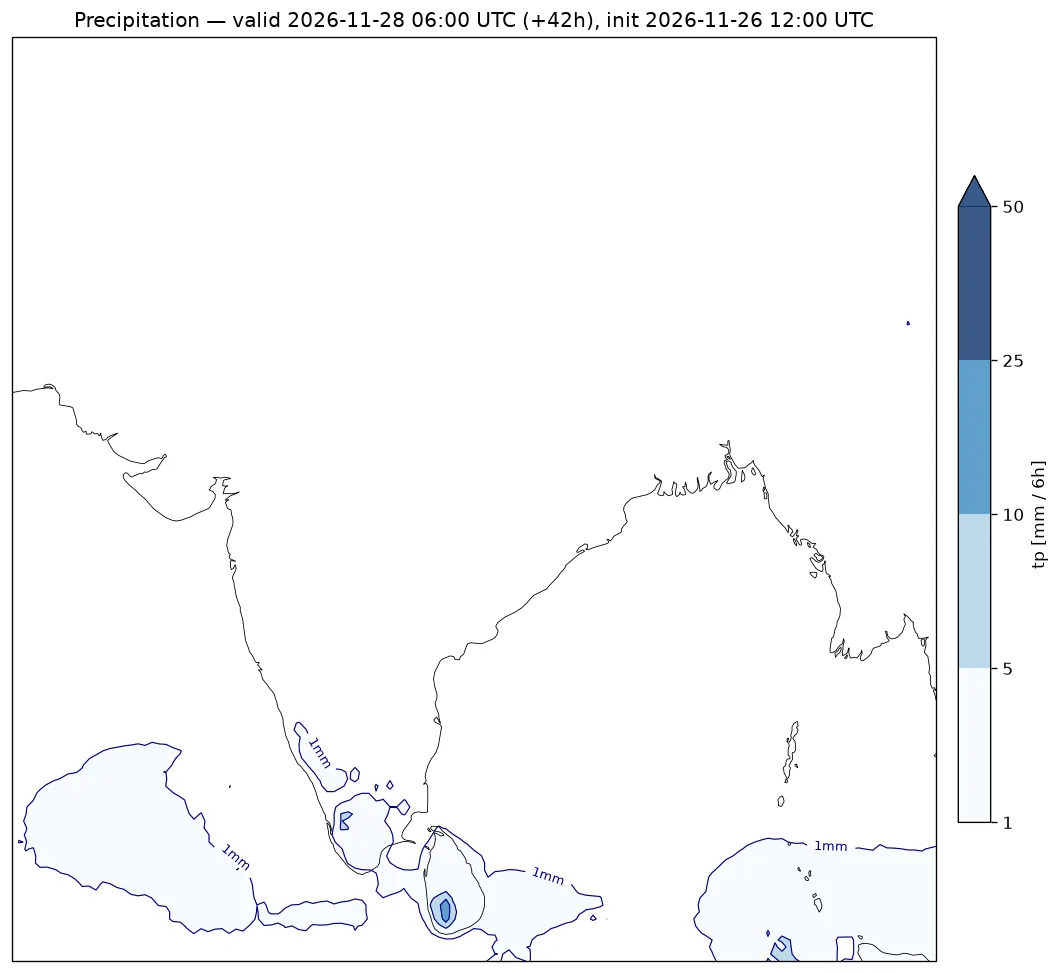 Precipitation — valid 2026-11-28 06:00 UTC (+42h), init 2026-11-26 12:00 UTC
50
25
10
5
1
tp [mm / 6h]
1mm
1mm
1mm
1mm